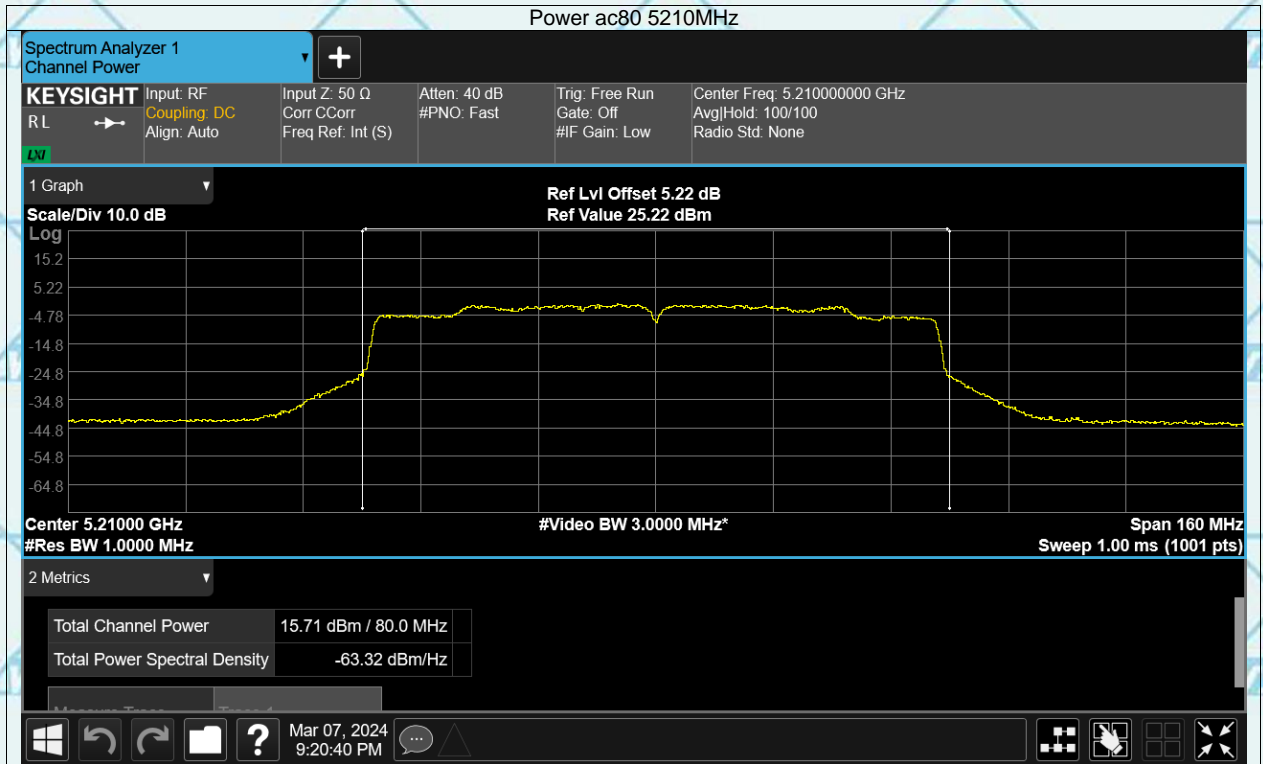 Power ac80 5210MHz
Spectrum Analyzer 1
Channel Power
KEYSIGHT
R L
LXI
Input: RF
Coupling: DC
Align: Auto
Input Z: 50 Ω
Corr CCorr
Freq Ref: Int (S)
Atten: 40 dB
#PNO: Fast
Trig: Free Run
Gate: Off
#IF Gain: Low
Center Freq: 5.210000000 GHz
Avg|Hold: 100/100
Radio Std: None
1 Graph
Scale/Div 10.0 dB
Ref Lvl Offset 5.22 dB
Ref Value 25.22 dBm
Log
15.2
5.22
-4.78
-14.8
-24.8
-34.8
-44.8
-54.8
-64.8
Center 5.21000 GHz
#Res BW 1.0000 MHz
#Video BW 3.0000 MHz*
Span 160 MHz
Sweep 1.00 ms (1001 pts)
2 Metrics
Total Channel Power 15.71 dBm / 80.0 MHz
Total Power Spectral Density -63.32 dBm/Hz
?
Mar 07, 2024
9:20:40 PM